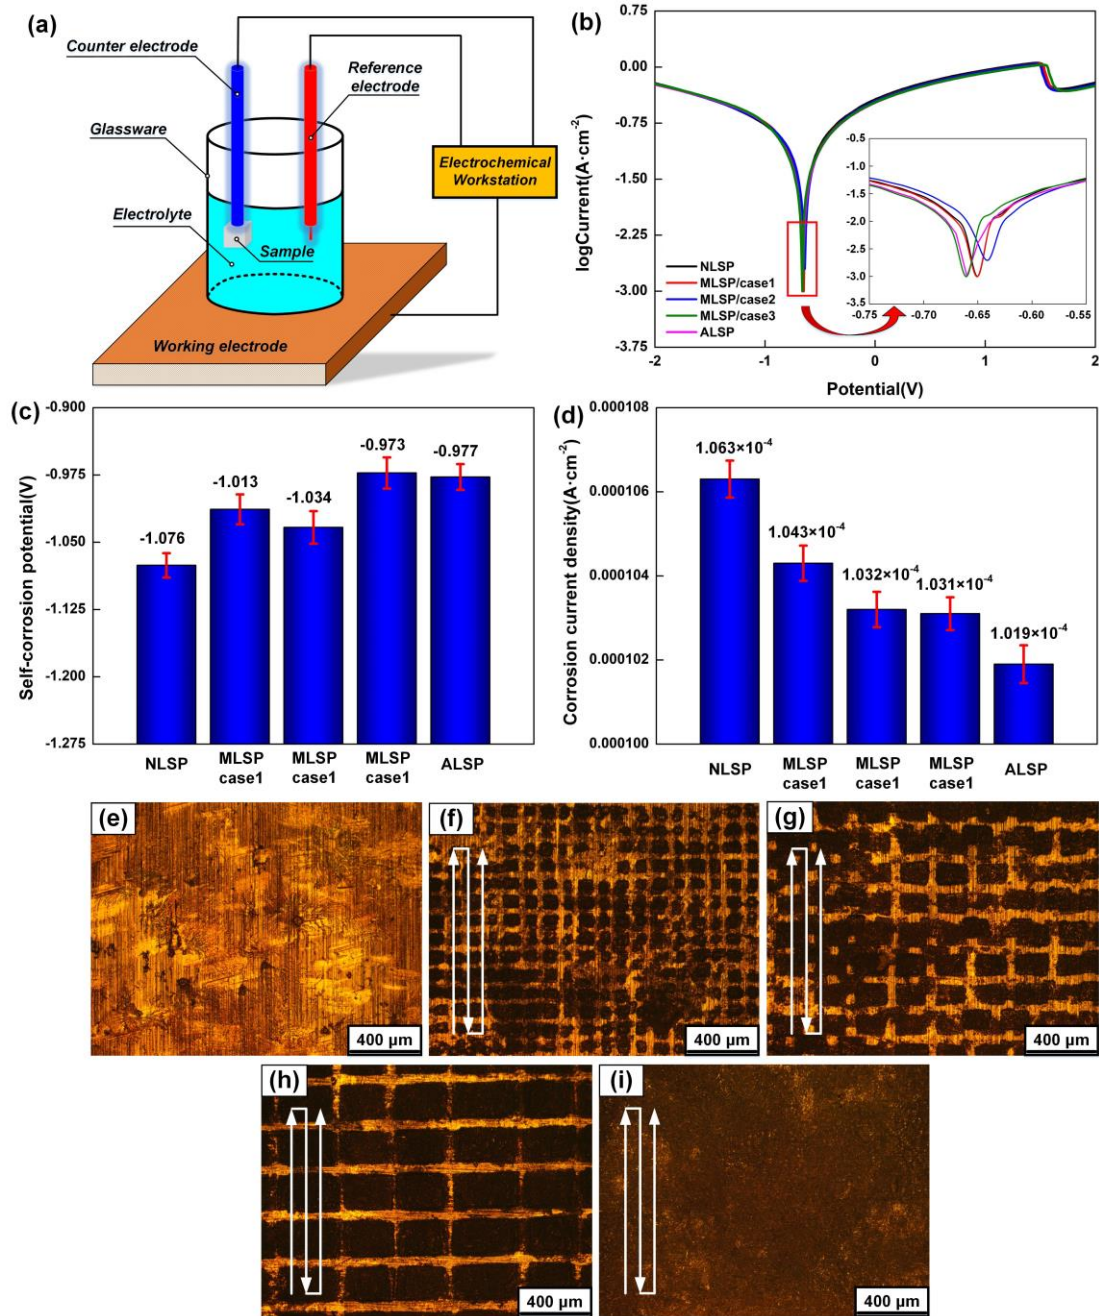 (a)
Counter electrode
Reference
electrode
Glassware
Electrochemical
Workstation
Electrolyte
Sample
Working electrode
(b)
logCurrent(A·cm⁻²)
0.75
0.00
-0.75
-1.50
-2.25
-3.00
-3.75
-2
-1
0
1
2
Potential(V)
NLSP
MLSP/case1
MLSP/case2
MLSP/case3
ALSP
-0.5
-1.0
-1.5
-2.0
-2.5
-3.0
-3.5
-0.75
-0.70
-0.65
-0.60
-0.55
(c)
Self-corrosion potential(V)
-0.900
-0.975
-1.050
-1.125
-1.200
-1.275
-1.076
-1.013
-1.034
-0.973
-0.977
NLSP
MLSP
case1
MLSP
case1
MLSP
case1
ALSP
(d)
Corrosion current density(A·cm⁻²)
0.000108
0.000106
0.000104
0.000102
0.000100
1.063×10⁻⁴
1.043×10⁻⁴
1.032×10⁻⁴
1.031×10⁻⁴
1.019×10⁻⁴
NLSP
MLSP
case1
MLSP
case1
MLSP
case1
ALSP
(e)
400 μm
(f)
400 μm
(g)
400 μm
(h)
400 μm
(i)
400 μm